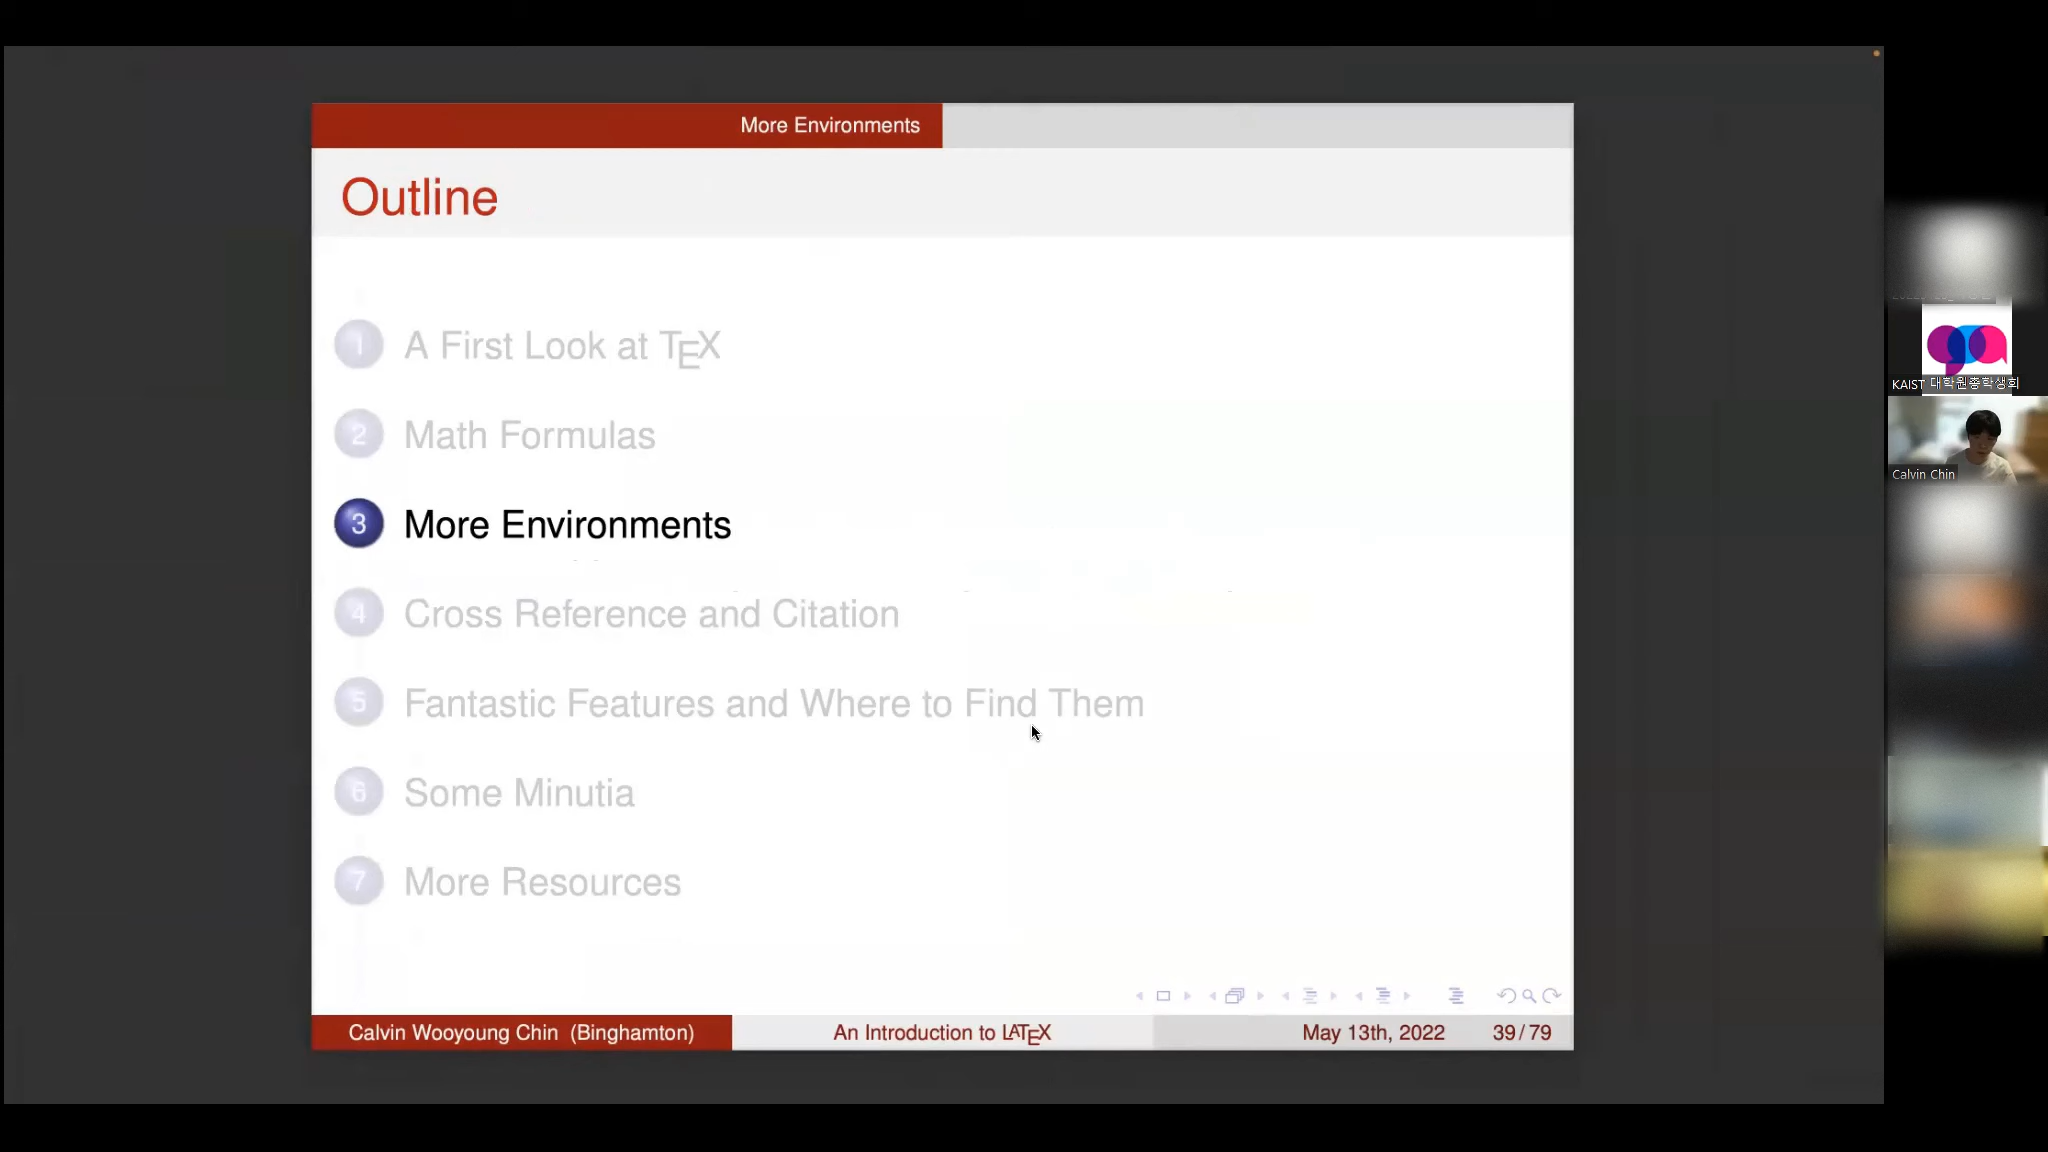 More Environments
Outline
1 A First Look at TEX
2 Math Formulas
3 More Environments
4 Cross Reference and Citation
5 Fantastic Features and Where to Find Them
6 Some Minutia
7 More Resources
Calvin Wooyoung Chin (Binghamton)
An Introduction to LATEX
May 13th, 2022
39/79
KAIST 대학원총학생회
Calvin Chin